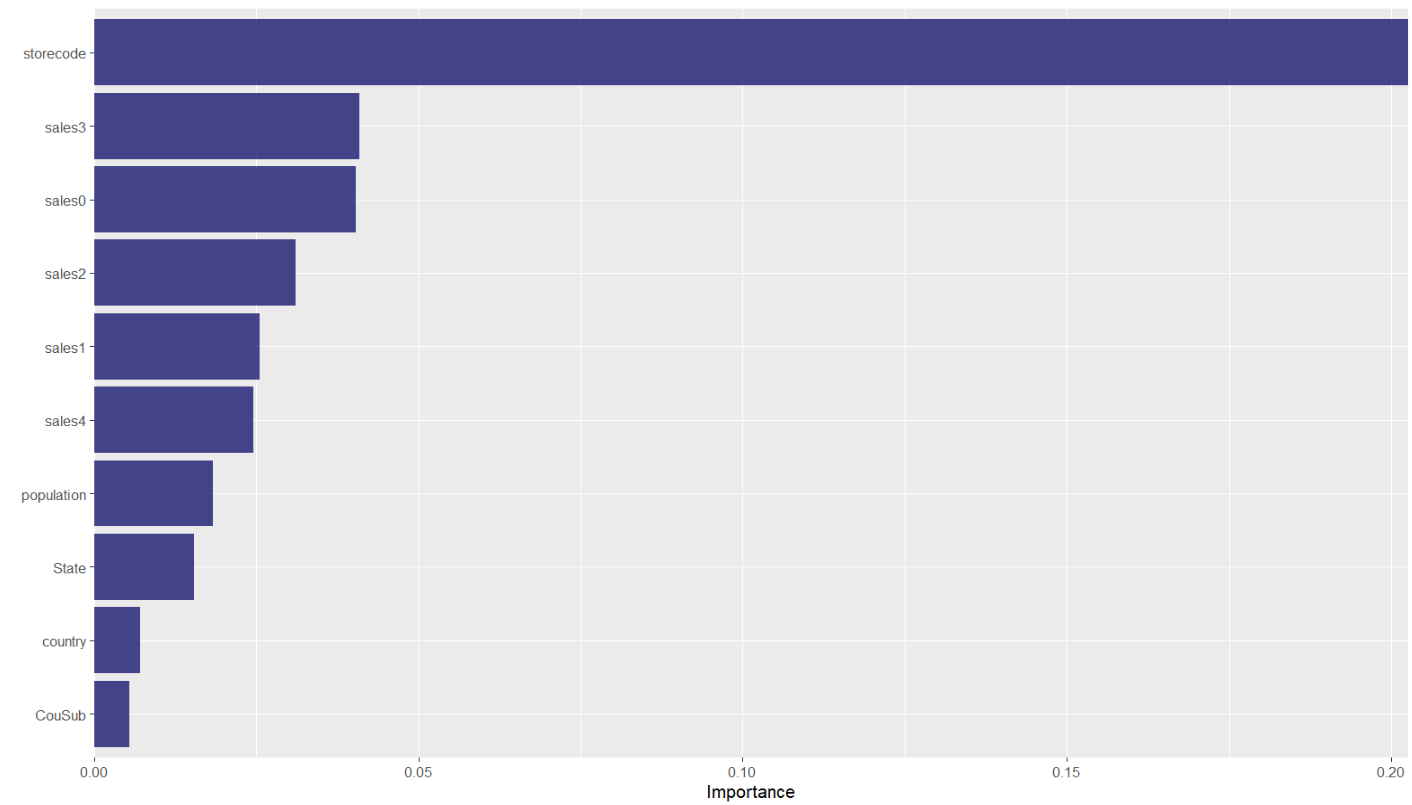 storecode
sales3
sales0
sales2
sales1
sales4
population
State
country
CouSub
0.00 0.05 0.10 0.15 0.20
Importance